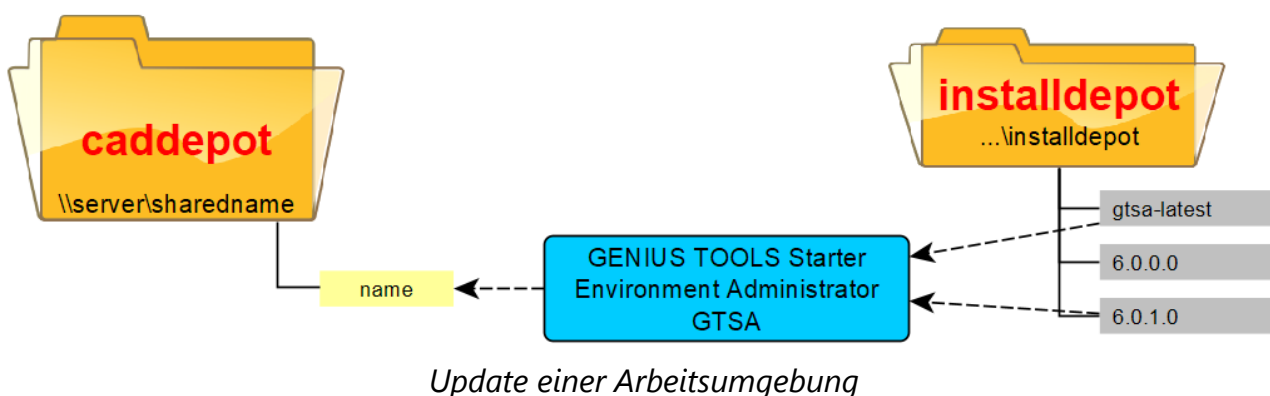 caddepot
\\server\sharedname
name
GENIUS TOOLS Starter
Environment Administrator
GTSA
installdepot
...\installdepot
gtsa-latest
6.0.0.0
6.0.1.0
Update einer Arbeitsumgebung